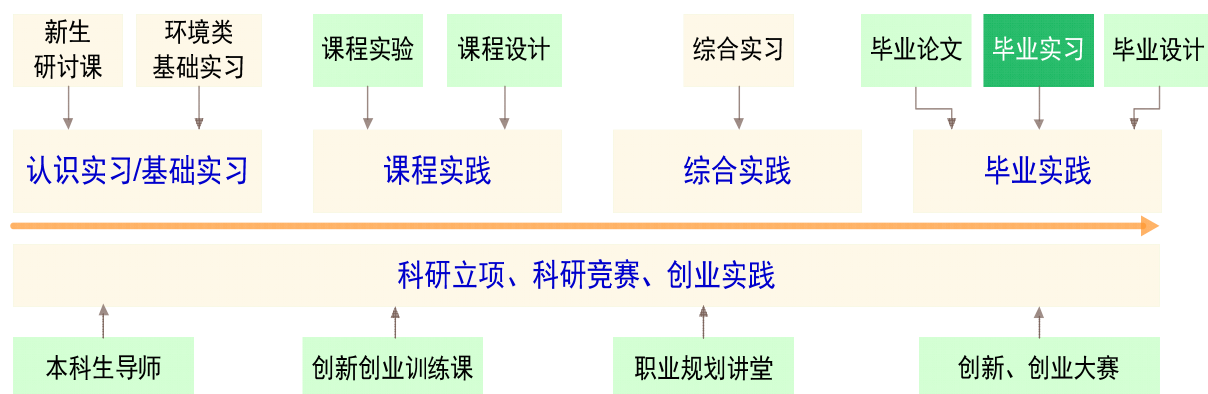 新生
研讨课
环境类
基础实习
课程实验
课程设计
综合实习
毕业论文
毕业实习
毕业设计
认识实习/基础实习
课程实践
综合实践
毕业实践
科研立项、科研竞赛、创业实践
本科生导师
创新创业训练课
职业规划讲堂
创新、创业大赛